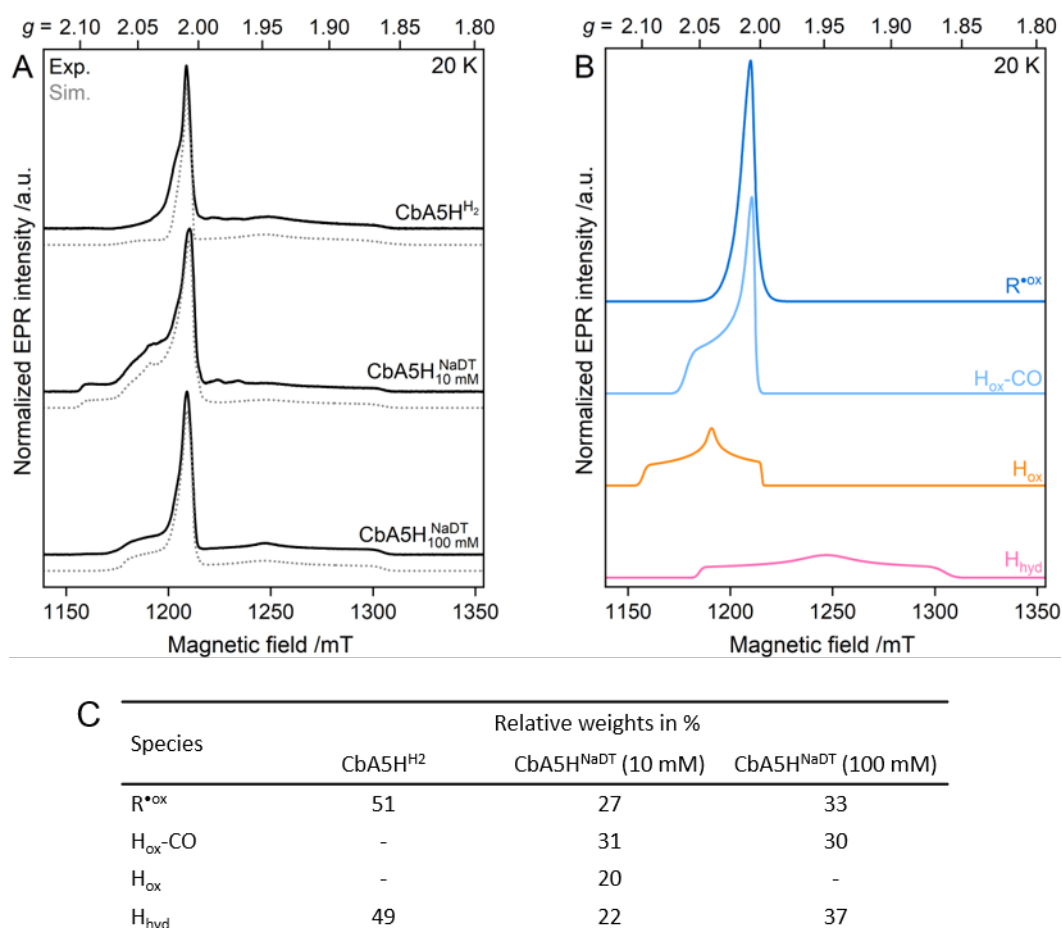 g = 2.10 2.05 2.00 1.95 1.90 1.85 1.80
A Exp. 20 K
Sim.
CbA5H^H₂
CbA5H^NaDT_10 mM
CbA5H^NaDT_100 mM
Normalized EPR intensity /a.u.
1150 1200 1250 1300 1350
Magnetic field /mT
g = 2.10 2.05 2.00 1.95 1.90 1.85 1.80
B 20 K
R•ox
Hox-CO
Hox
Hhyd
Normalized EPR intensity /a.u.
1150 1200 1250 1300 1350
Magnetic field /mT
C
Relative weights in %
Species CbA5H^H2 CbA5H^NaDT (10 mM) CbA5H^NaDT (100 mM)
R•ox 51 27 33
Hox-CO - 31 30
Hox - 20 -
Hhyd 49 22 37